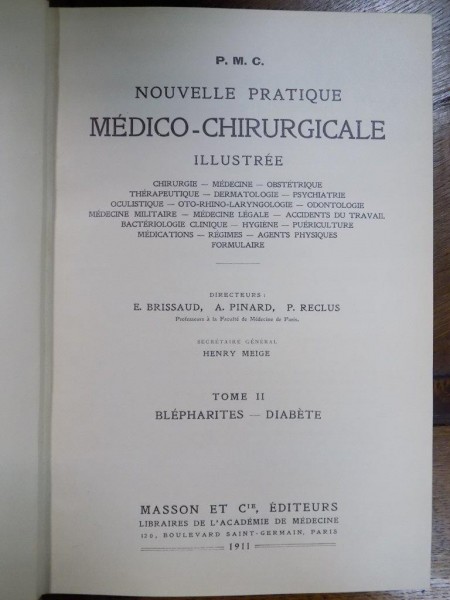 P. M. C.
NOUVELLE PRATIQUE
MÉDICO-CHIRURGICALE
ILLUSTRÉE
CHIRURGIE — MÉDECINE — OBSTÉTRIQUE
THÉRAPEUTIQUE — DERMATOLOGIE — PSYCHIATRIE
OCULISTIQUE — OTO-RHINO-LARYNGOLOGIE — ODONTOLOGIE
MÉDECINE MILITAIRE — MÉDECINE LÉGALE — ACCIDENTS DU TRAVAIL
BACTÉRIOLOGIE CLINIQUE — HYGIÈNE — PUÉRICULTURE
MÉDICATIONS — RÉGIMES — AGENTS PHYSIQUES
FORMULAIRE
DIRECTEURS :
E. BRISSAUD, A. PINARD, P. RECLUS
Professeurs à la Faculté de Médecine de Paris.
SECRÉTAIRE GÉNÉRAL
HENRY MEIGE
TOME II
BLÉPHARITES — DIABÈTE
MASSON ET Cie, ÉDITEURS
LIBRAIRES DE L'ACADÉMIE DE MÉDECINE
120, BOULEVARD SAINT-GERMAIN, PARIS
1911